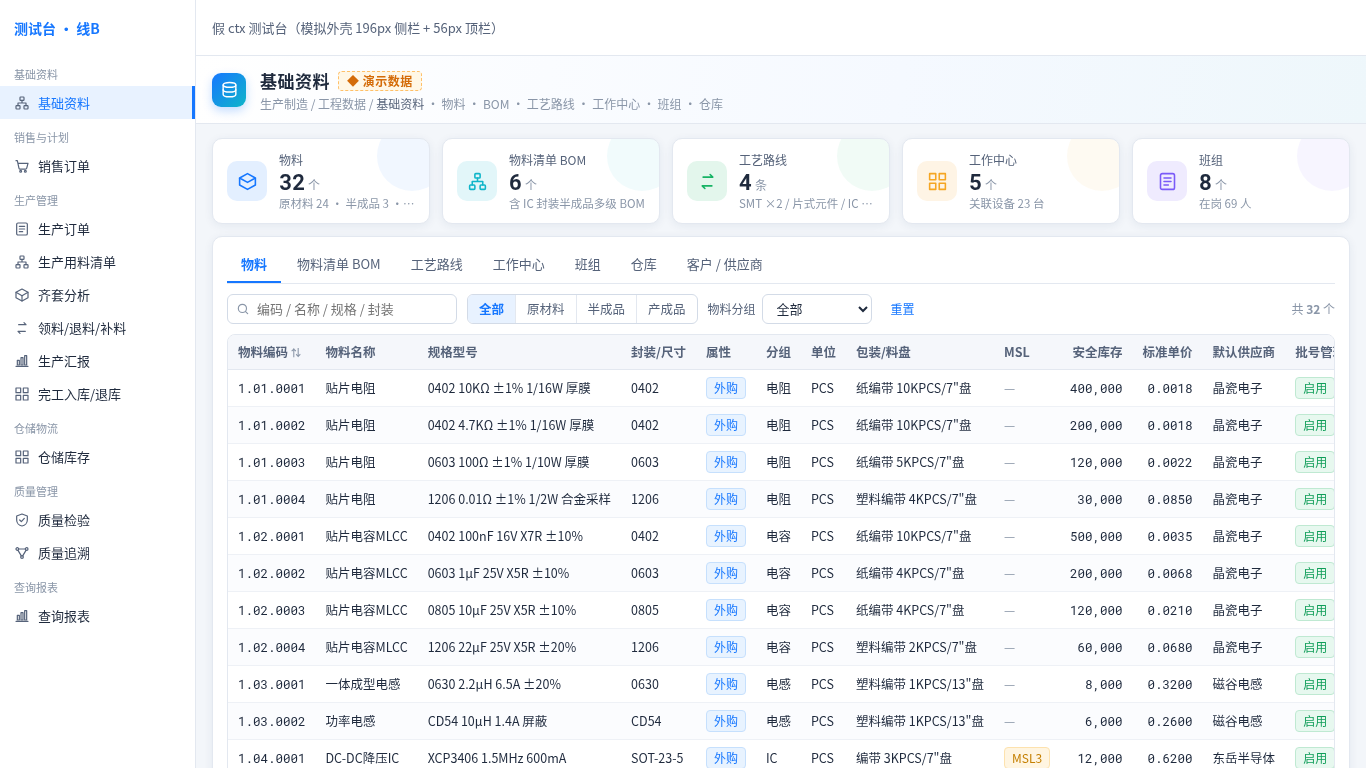 测试台 · 线B
假 ctx 测试台（模拟外壳 196px 侧栏 + 56px 顶栏）
基础资料
基础资料
销售与计划
销售订单
生产管理
生产订单
生产用料清单
齐套分析
领料/退料/补料
生产汇报
完工入库/退库
仓储物流
仓储库存
质量管理
质量检验
质量追溯
查询报表
查询报表
基础资料 ◆ 演示数据
生产制造 / 工程数据 / 基础资料 · 物料 · BOM · 工艺路线 · 工作中心 · 班组 · 仓库
物料
32 个
原材料 24 · 半成品 3 · ...
物料清单 BOM
6 个
含 IC 封装半成品多级 BOM
工艺路线
4 条
SMT ×2 / 片式元件 / IC ...
工作中心
5 个
关联设备 23 台
班组
8 个
在岗 69 人
物料 物料清单 BOM 工艺路线 工作中心 班组 仓库 客户 / 供应商
编码 / 名称 / 规格 / 封装 全部 原材料 半成品 产成品 物料分组 全部 重置 共 32 个
物料编码 ⇅ 物料名称 规格型号 封装/尺寸 属性 分组 单位 包装/料盘 MSL 安全库存 标准单价 默认供应商 批号管
1.01.0001 贴片电阻 0402 10KΩ ±1% 1/16W 厚膜 0402 外购 电阻 PCS 纸编带 10KPCS/7"盘 — 400,000 0.0018 晶瓷电子 启用
1.01.0002 贴片电阻 0402 4.7KΩ ±1% 1/16W 厚膜 0402 外购 电阻 PCS 纸编带 10KPCS/7"盘 — 200,000 0.0018 晶瓷电子 启用
1.01.0003 贴片电阻 0603 100Ω ±1% 1/10W 厚膜 0603 外购 电阻 PCS 纸编带 5KPCS/7"盘 — 120,000 0.0022 晶瓷电子 启用
1.01.0004 贴片电阻 1206 0.01Ω ±1% 1/2W 合金采样 1206 外购 电阻 PCS 塑料编带 4KPCS/7"盘 — 30,000 0.0850 晶瓷电子 启用
1.02.0001 贴片电容MLCC 0402 100nF 16V X7R ±10% 0402 外购 电容 PCS 纸编带 10KPCS/7"盘 — 500,000 0.0035 晶瓷电子 启用
1.02.0002 贴片电容MLCC 0603 1μF 25V X5R ±10% 0603 外购 电容 PCS 纸编带 4KPCS/7"盘 — 200,000 0.0068 晶瓷电子 启用
1.02.0003 贴片电容MLCC 0805 10μF 25V X5R ±10% 0805 外购 电容 PCS 纸编带 4KPCS/7"盘 — 120,000 0.0210 晶瓷电子 启用
1.02.0004 贴片电容MLCC 1206 22μF 25V X5R ±20% 1206 外购 电容 PCS 塑料编带 2KPCS/7"盘 — 60,000 0.0680 晶瓷电子 启用
1.03.0001 一体成型电感 0630 2.2μH 6.5A ±20% 0630 外购 电感 PCS 塑料编带 1KPCS/13"盘 — 8,000 0.3200 磁谷电感 启用
1.03.0002 功率电感 CD54 10μH 1.4A 屏蔽 CD54 外购 电感 PCS 塑料编带 1KPCS/13"盘 — 6,000 0.2600 磁谷电感 启用
1.04.0001 DC-DC降压IC XCP3406 1.5MHz 600mA SOT-23-5 外购 IC PCS 编带 3KPCS/7"盘 MSL3 12,000 0.6200 东岳半导体 启用